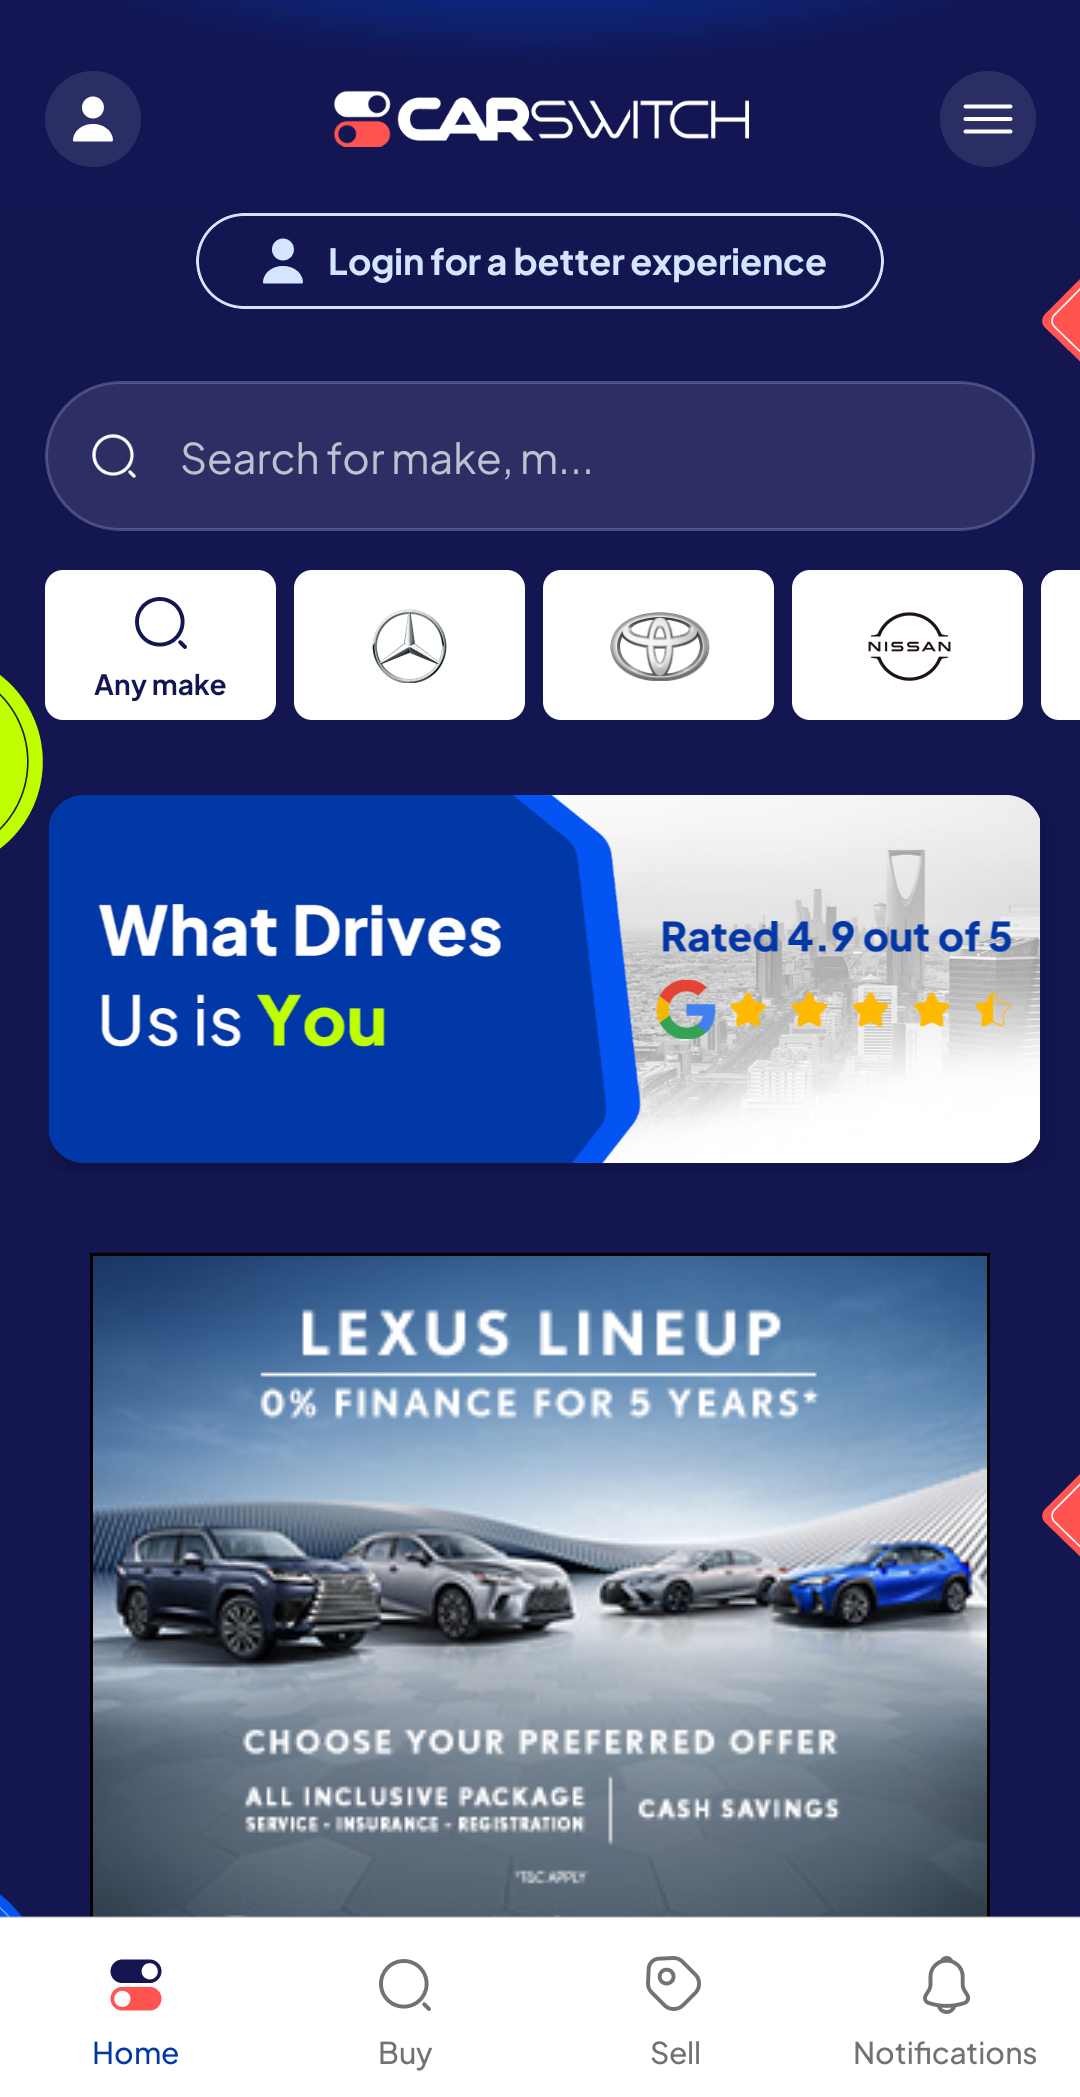 CARSWITCH
Login for a better experience
Search for make, m...
Any make
NISSAN
What Drives
Us is You
Rated 4.9 out of 5
LEXUS LINEUP
0% FINANCE FOR 5 YEARS*
CHOOSE YOUR PREFERRED OFFER
ALL INCLUSIVE PACKAGE
SERVICE - INSURANCE - REGISTRATION
CASH SAVINGS
*T&C APPLY
Home
Buy
Sell
Notifications